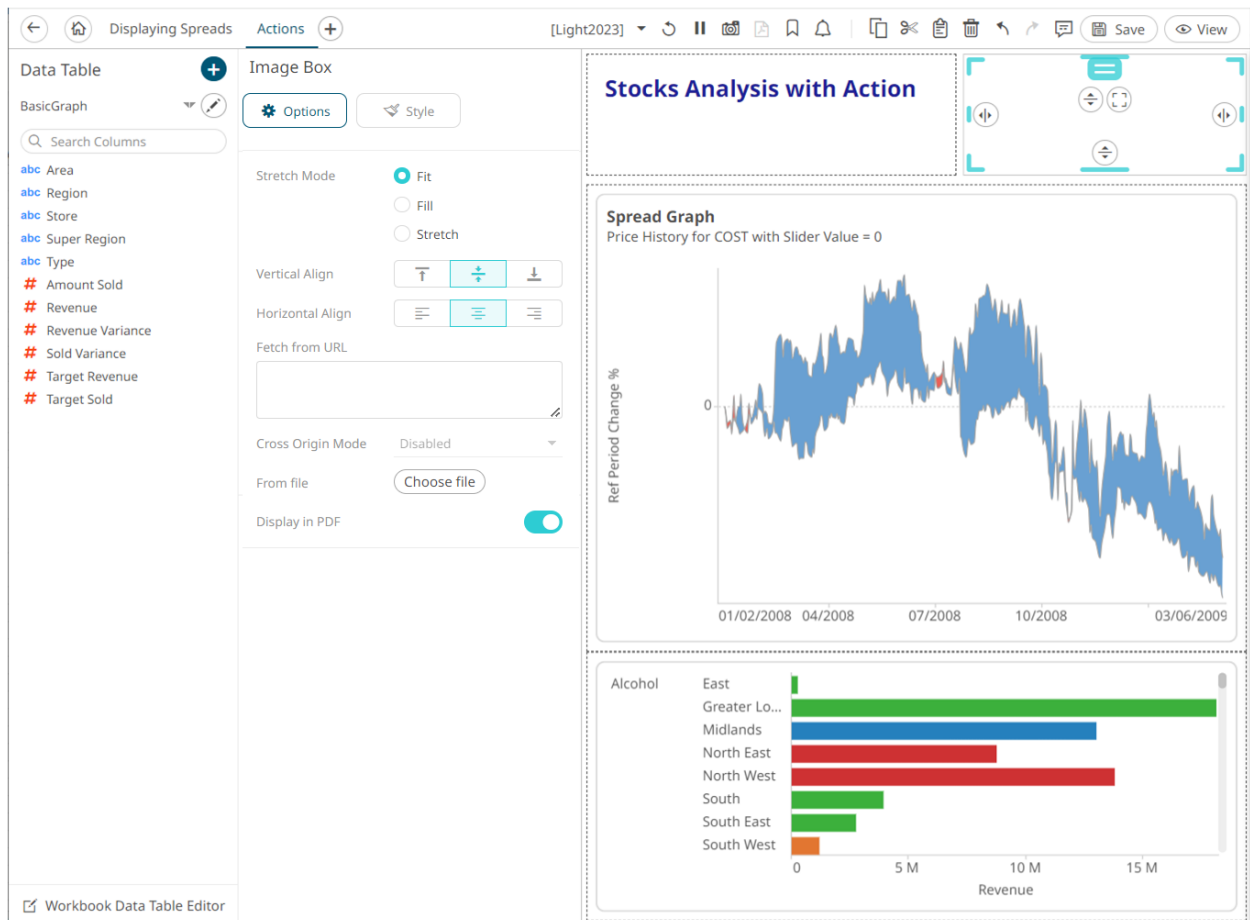 Displaying Spreads Actions [Light2023] Save View
Data Table
BasicGraph
Search Columns
abc Area
abc Region
abc Store
abc Super Region
abc Type
# Amount Sold
# Revenue
# Revenue Variance
# Sold Variance
# Target Revenue
# Target Sold
Workbook Data Table Editor
Image Box
Options Style
Stretch Mode Fit
Fill
Stretch
Vertical Align
Horizontal Align
Fetch from URL
Cross Origin Mode Disabled
From file Choose file
Display in PDF
Stocks Analysis with Action
Spread Graph
Price History for COST with Slider Value = 0
Ref Period Change %
0
01/02/2008 04/2008 07/2008 10/2008 03/06/2009
Alcohol East
Greater Lo...
Midlands
North East
North West
South
South East
South West
0 5 M 10 M 15 M
Revenue